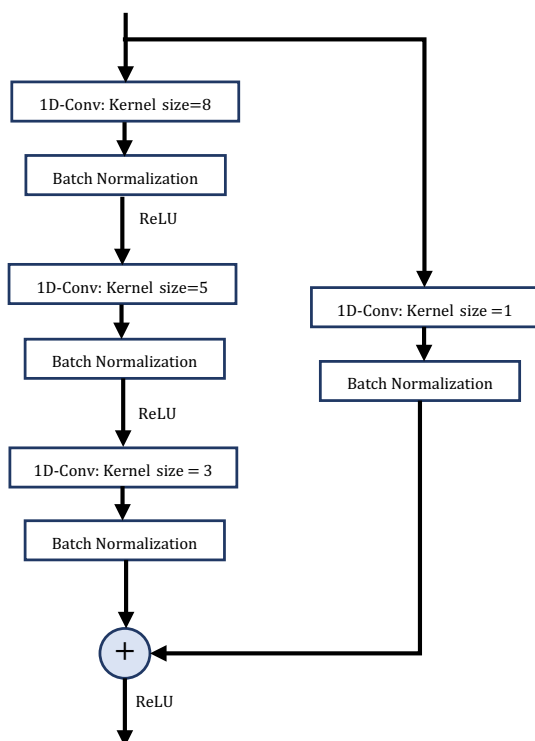 1D-Conv: Kernel size=8
Batch Normalization
ReLU
1D-Conv: Kernel size=5
Batch Normalization
ReLU
1D-Conv: Kernel size = 3
Batch Normalization
1D-Conv: Kernel size =1
Batch Normalization
+
ReLU